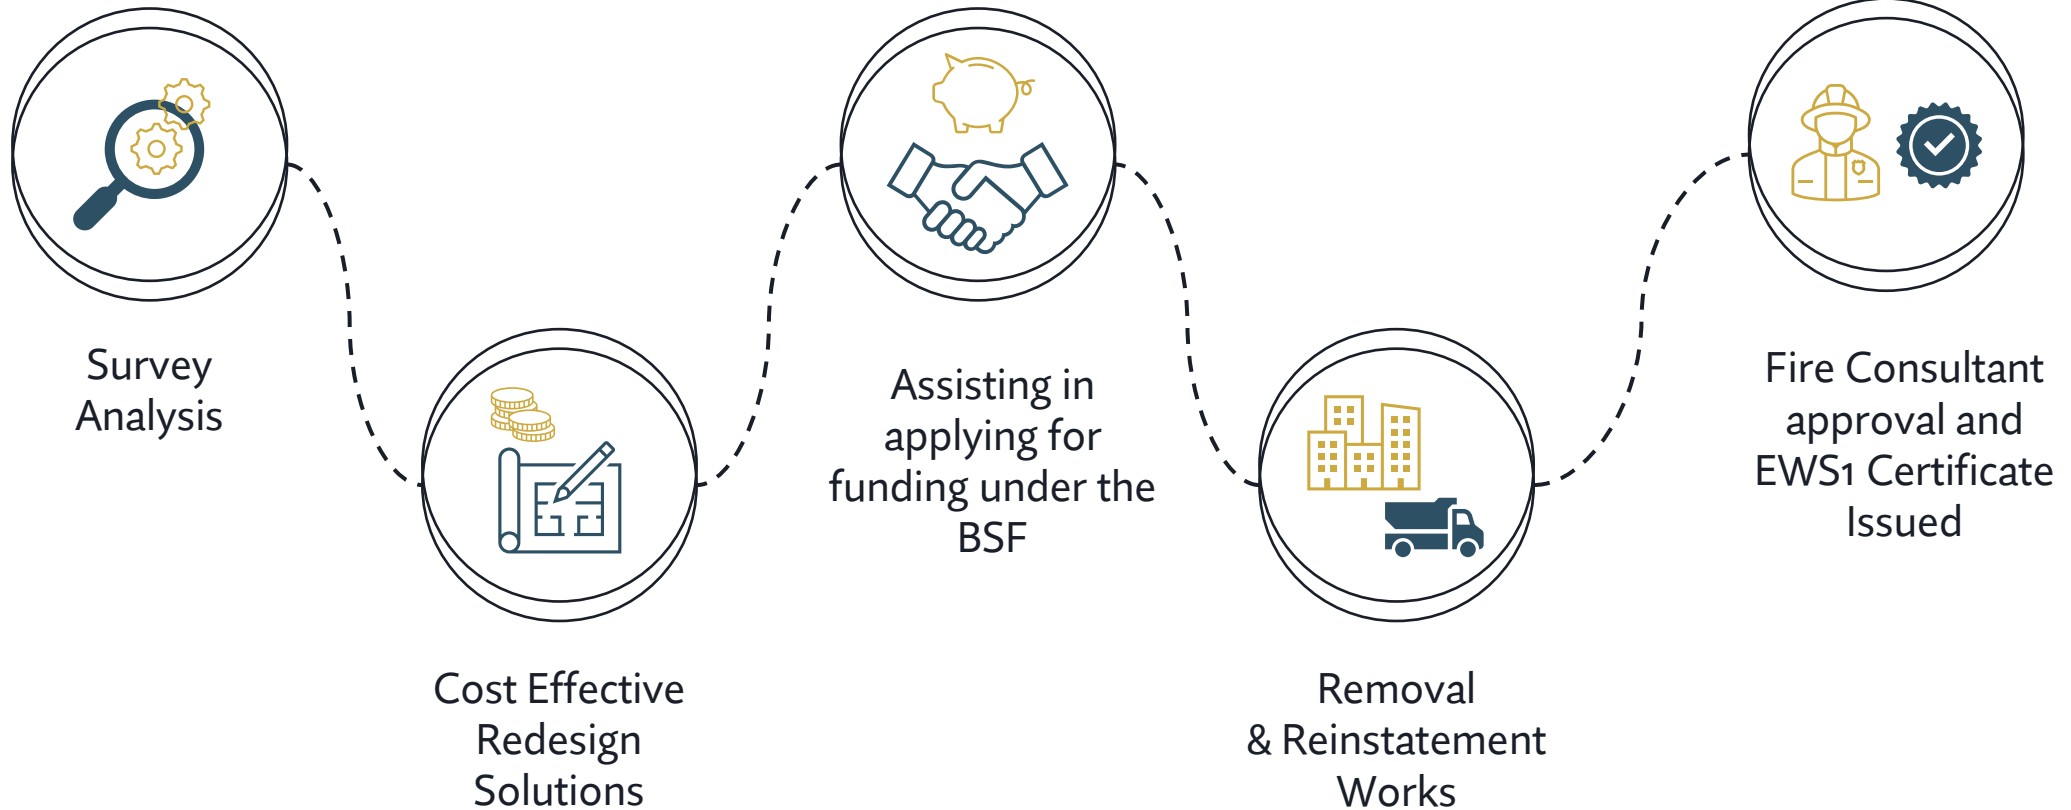 Survey
Analysis
Cost Effective
Redesign
Solutions
Assisting in
applying for
funding under the
BSF
Removal
& Reinstatement
Works
Fire Consultant
approval and
EWS1 Certificate
Issued